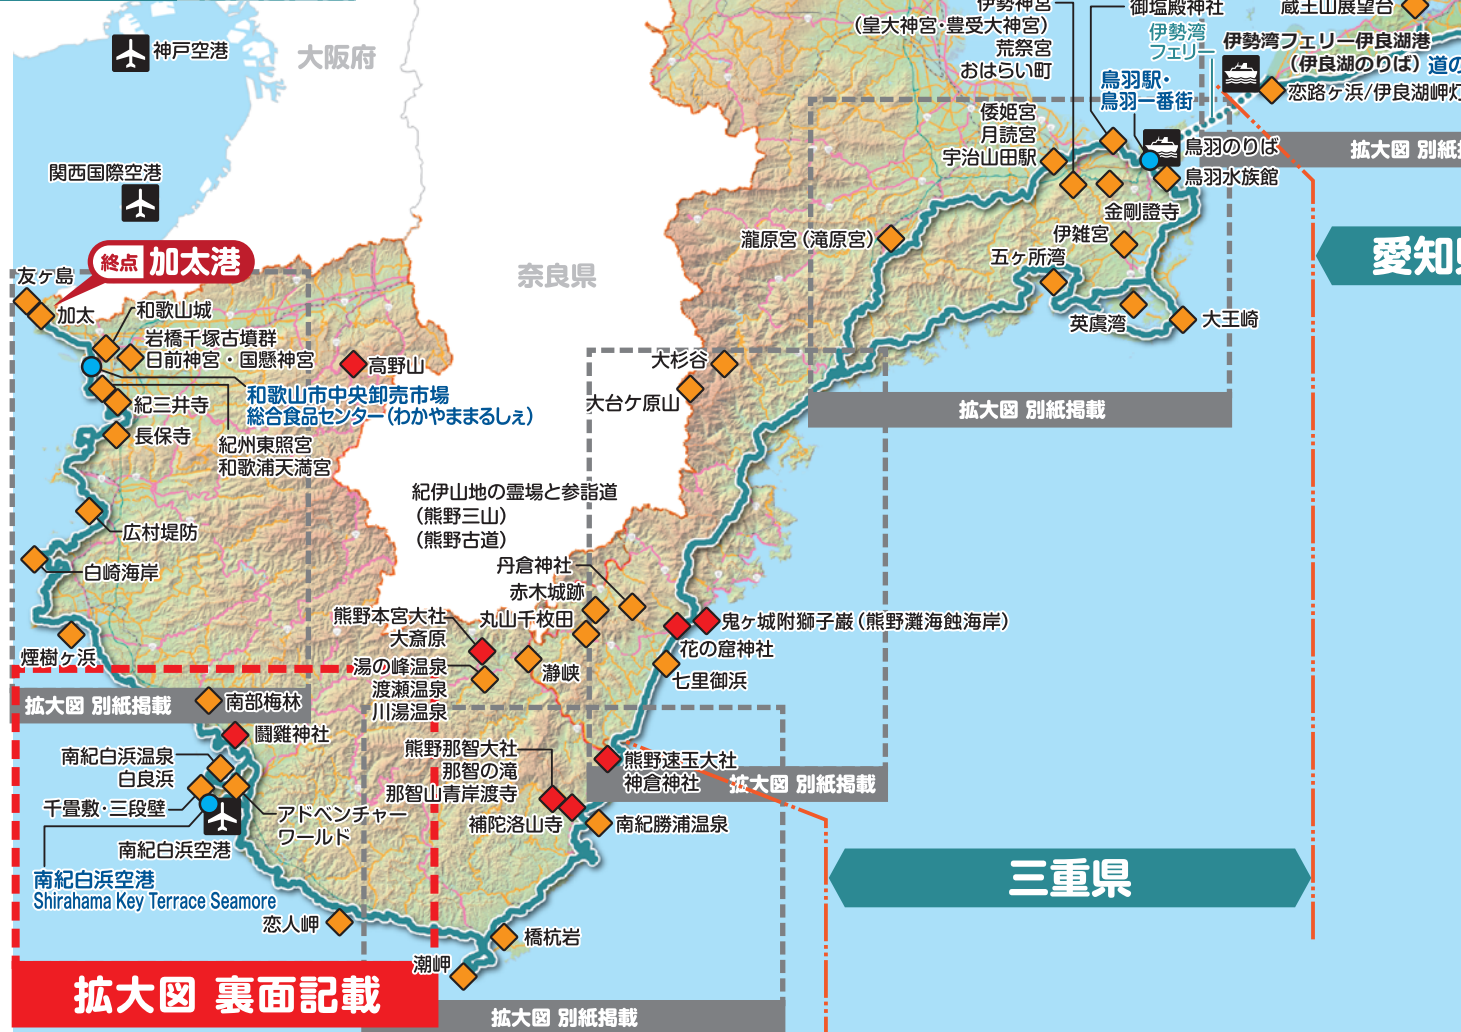 伊勢神宮
(皇大神宮・豊受大神宮)
荒祭宮
おはらい町
御塩殿神社
蔵王山展望台
伊勢湾
フェリー
伊勢湾フェリー伊良湖港
(伊良湖のりば)
道の
恋路ヶ浜/伊良湖岬灯
鳥羽駅・
鳥羽一番街
神戸空港
大阪府
関西国際空港
倭姫宮
月読宮
宇治山田駅
鳥羽のりば
鳥羽水族館
拡大図 別紙
金剛證寺
伊雑宮
瀧原宮(滝原宮)
五ヶ所湾
英虞湾
大王崎
愛知
奈良県
終点 加太港
友ヶ島
加太
和歌山城
岩橋千塚古墳群
日前神宮・国懸神宮
高野山
和歌山市中央卸売市場
総合食品センター(わかやままるしぇ)
紀三井寺
長保寺
紀州東照宮
和歌浦天満宮
大杉谷
大台ケ原山
拡大図 別紙掲載
紀伊山地の霊場と参詣道
(熊野三山)
(熊野古道)
広村堤防
白崎海岸
丹倉神社
赤木城跡
丸山千枚田
熊野本宮大社
大斎原
鬼ヶ城附獅子巌(熊野灘海蝕海岸)
花の窟神社
七里御浜
煙樹ヶ浜
湯の峰温泉
渡瀬温泉
川湯温泉
瀞峡
拡大図 別紙掲載
南部梅林
闘雞神社
南紀白浜温泉
白良浜
千畳敷・三段壁
アドベンチャー
ワールド
南紀白浜空港
南紀白浜空港
Shirahama Key Terrace Seamore
熊野那智大社
那智の滝
那智山青岸渡寺
補陀洛山寺
熊野速玉大社
神倉神社
拡大図 別紙掲載
南紀勝浦温泉
三重県
恋人岬
橋杭岩
潮岬
拡大図 裏面記載
拡大図 別紙掲載